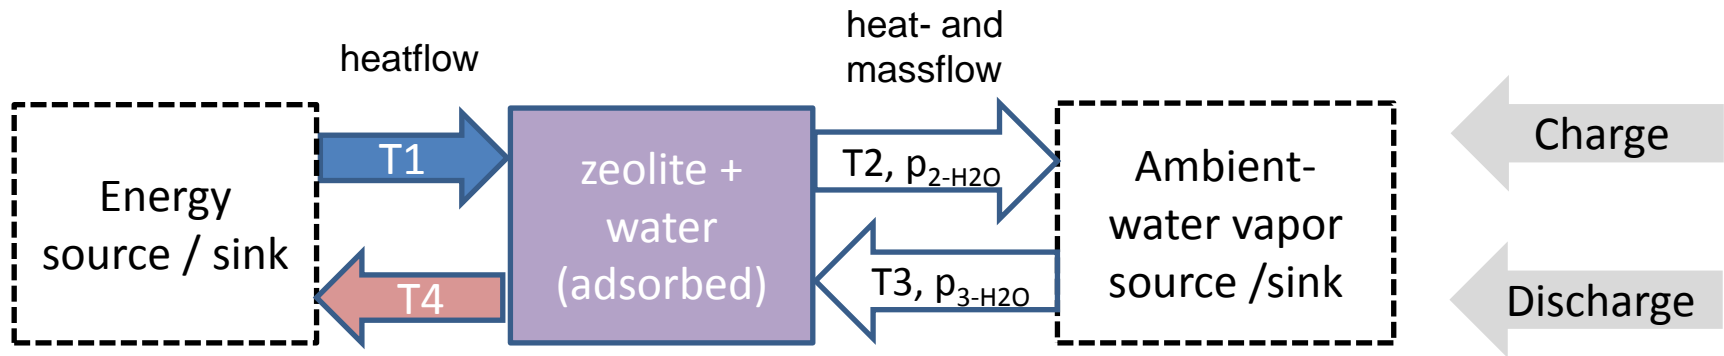 heatflow
heat- and
massflow
Energy
source / sink
T1
T4
zeolite +
water
(adsorbed)
T2, p2-H2O
T3, p3-H2O
Ambient-
water vapor
source /sink
Charge
Discharge